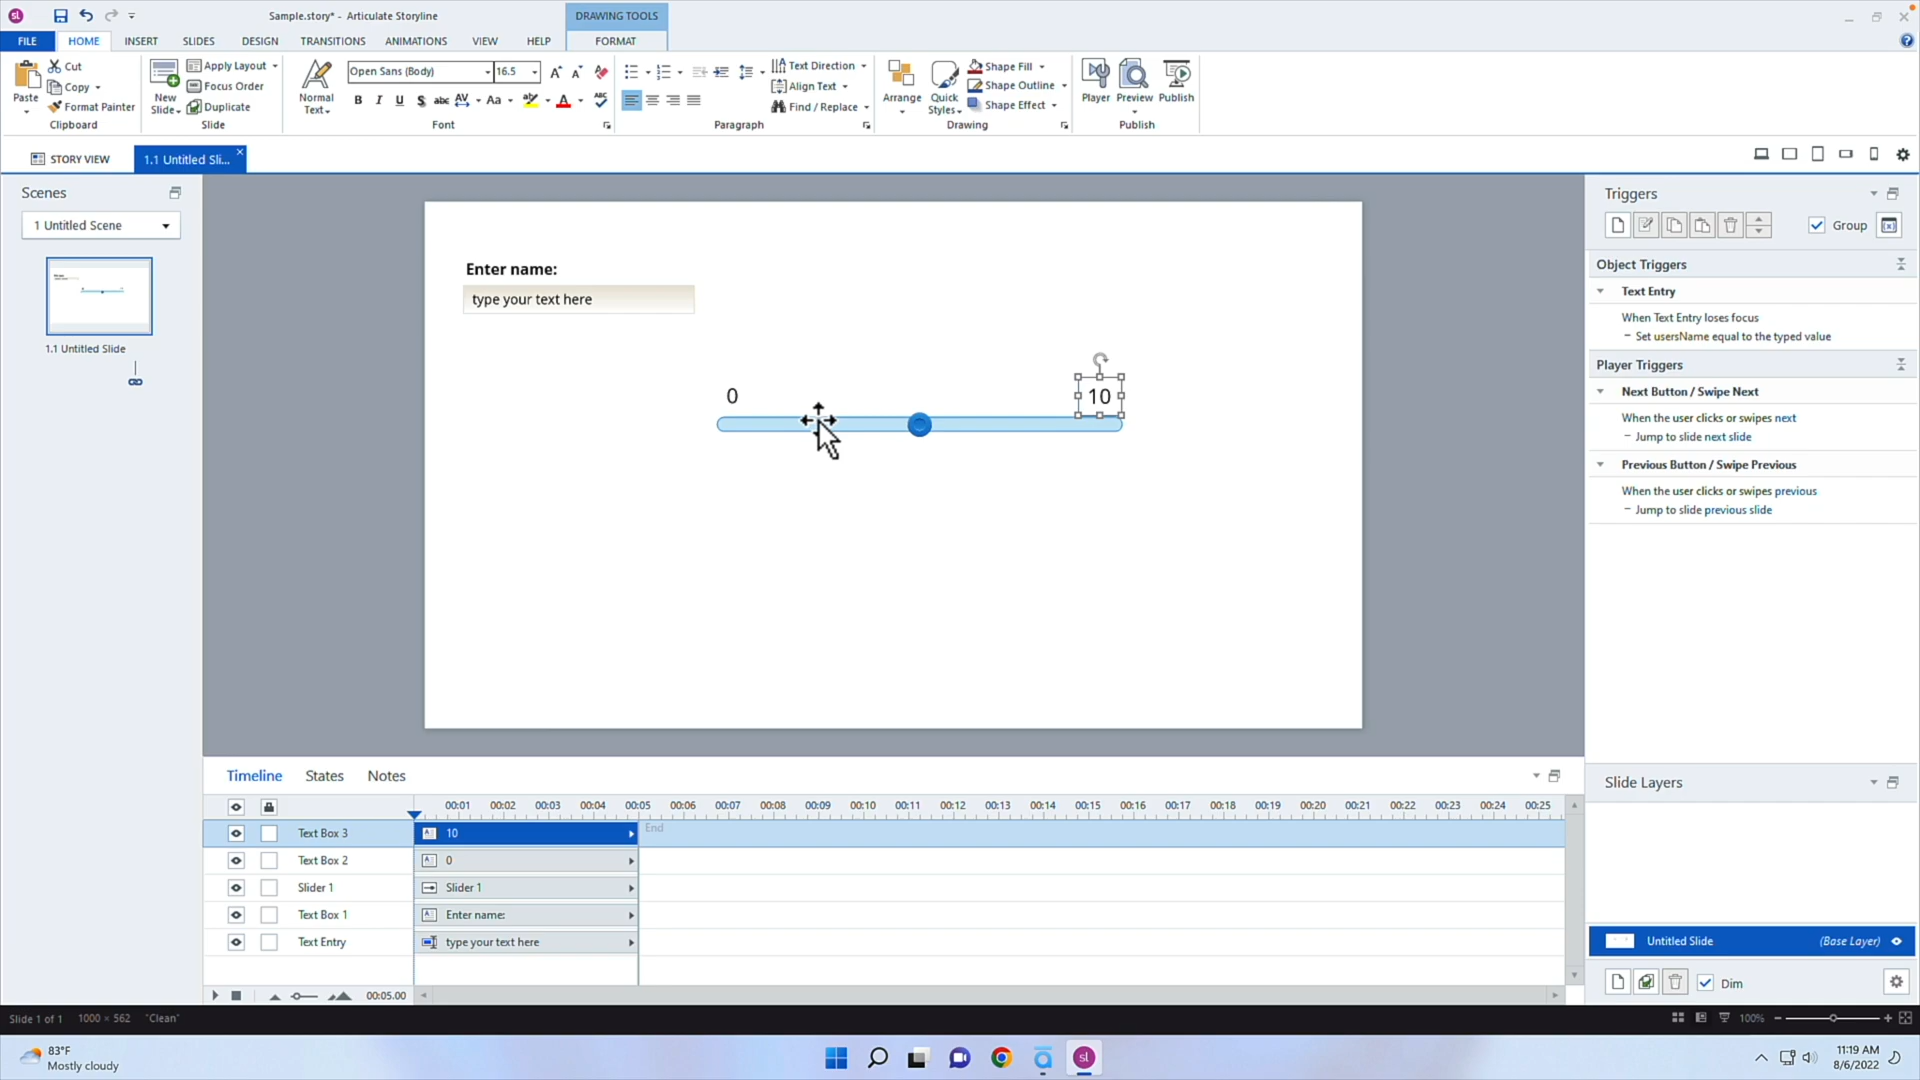 Sample.story* - Articulate Storyline
DRAWING TOOLS
FILE HOME INSERT SLIDES DESIGN TRANSITIONS ANIMATIONS VIEW HELP FORMAT
Paste
Cut
Copy
Format Painter
Clipboard
New Slide
Apply Layout
Focus Order
Duplicate
Slide
Normal Text
Open Sans (Body) 16.5
B I U S abc AV Aa A
Font
Text Direction
Align Text
Find / Replace
Paragraph
Arrange
Quick Styles
Shape Fill
Shape Outline
Shape Effect
Drawing
Player Preview Publish
Publish
STORY VIEW
1.1 Untitled Sli...
Scenes
1 Untitled Scene
1.1 Untitled Slide
Enter name:
type your text here
0
10
Triggers
Group
Object Triggers
Text Entry
When Text Entry loses focus
- Set usersName equal to the typed value
Player Triggers
Next Button / Swipe Next
When the user clicks or swipes next
- Jump to slide next slide
Previous Button / Swipe Previous
When the user clicks or swipes previous
- Jump to slide previous slide
Timeline States Notes
00:01 00:02 00:03 00:04 00:05 00:06 00:07 00:08 00:09 00:10 00:11 00:12 00:13 00:14 00:15 00:16 00:17 00:18 00:19 00:20 00:21 00:22 00:23 00:24 00:25
Text Box 3 10 End
Text Box 2 0
Slider 1 Slider 1
Text Box 1 Enter name:
Text Entry type your text here
00:05.00
Slide Layers
Untitled Slide (Base Layer)
Dim
Slide 1 of 1 1000 × 562 "Clean"
100%
83°F
Mostly cloudy
sl
11:19 AM
8/6/2022